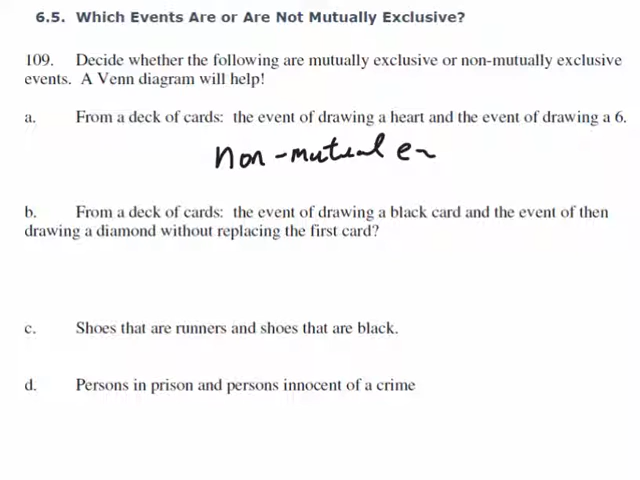 6.5. Which Events Are or Are Not Mutually Exclusive?
109. Decide whether the following are mutually exclusive or non-mutually exclusive
events. A Venn diagram will help!
a. From a deck of cards: the event of drawing a heart and the event of drawing a 6.
non-mutual
b. From a deck of cards: the event of drawing a black card and the event of then
drawing a diamond without replacing the first card?
c. Shoes that are runners and shoes that are black.
d. Persons in prison and persons innocent of a crime